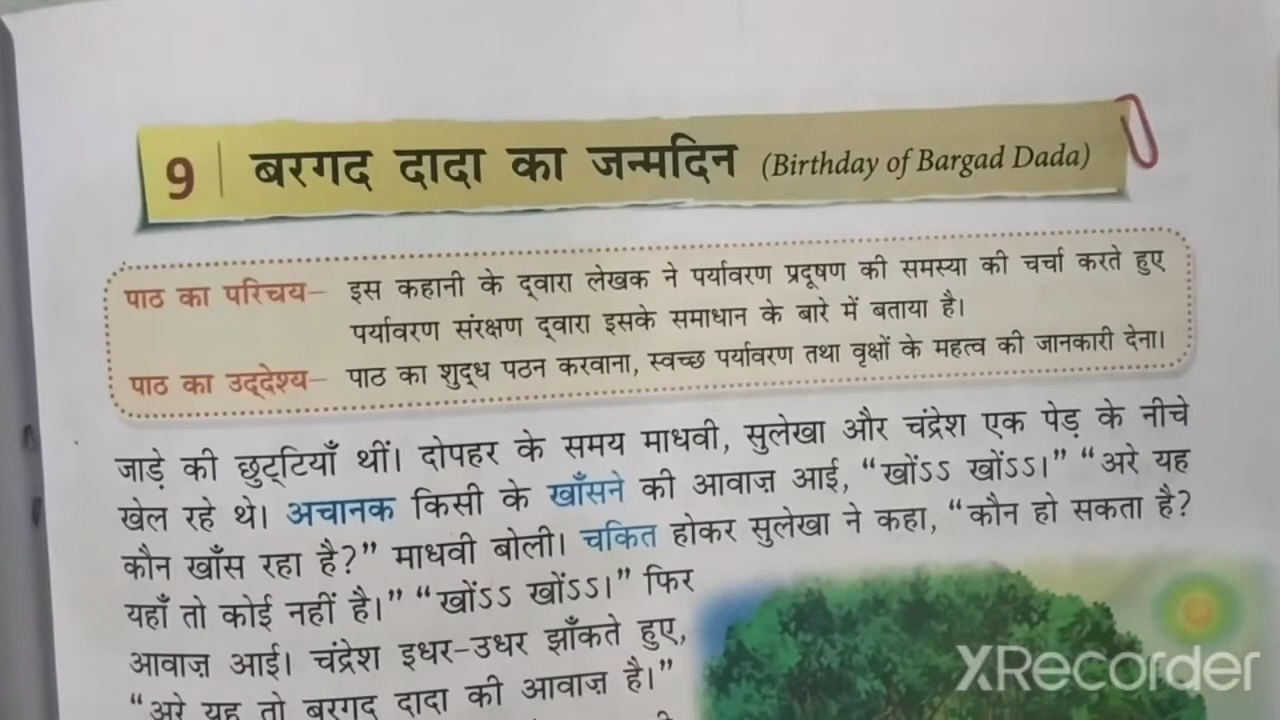 9 बरगद दादा का जन्मदिन (Birthday of Bargad Dada)
पाठ का परिचय– इस कहानी के द्वारा लेखक ने पर्यावरण प्रदूषण की समस्या की चर्चा करते हुए
पर्यावरण संरक्षण द्वारा इसके समाधान के बारे में बताया है।
पाठ का उद्देश्य– पाठ का शुद्ध पठन करवाना, स्वच्छ पर्यावरण तथा वृक्षों के महत्व की जानकारी देना।
जाड़े की छुट्टियाँ थीं। दोपहर के समय माधवी, सुलेखा और चंद्रेश एक पेड़ के नीचे
खेल रहे थे। अचानक किसी के खाँसने की आवाज़ आई, “खोंऽऽ खोंऽऽ।” “अरे यह
कौन खाँस रहा है?” माधवी बोली। चकित होकर सुलेखा ने कहा, “कौन हो सकता है?
यहाँ तो कोई नहीं है।” “खोंऽऽ खोंऽऽ।” फिर
आवाज़ आई। चंद्रेश इधर-उधर झाँकते हुए,
“अरे यह तो बरगद दादा की आवाज़ है।”
XRecorder